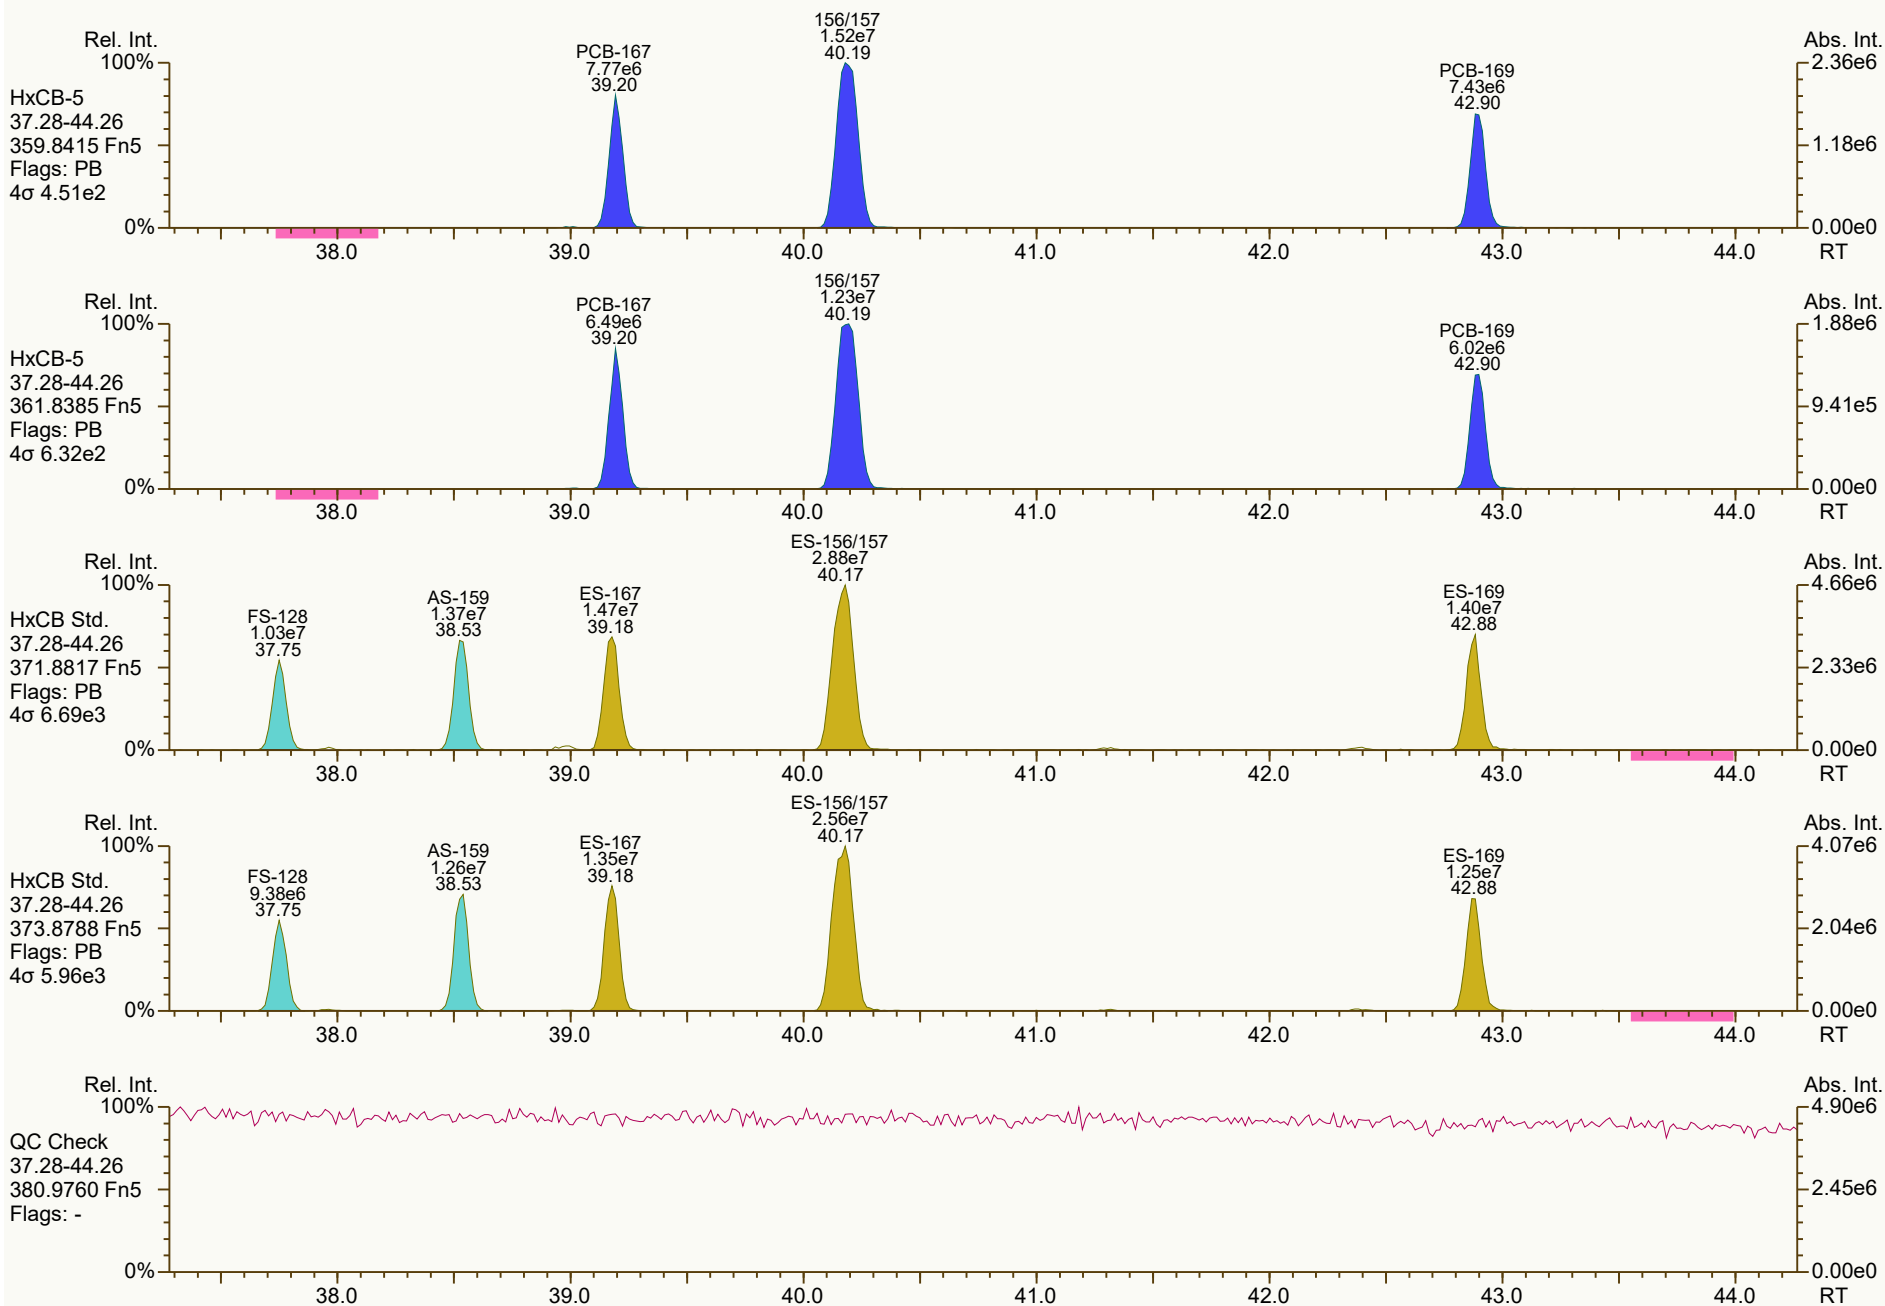 156/157
1.52e7
40.19
Rel. Int.
Abs. Int.
PCB-167
7.77e6
39.20
PCB-169
7.43e6
42.90
100%
2.36e6
HxCB-5
37.28-44.26
359.8415 Fn5
1.18e6
Flags: PB
4σ 4.51e2
0%
0.00e0
38.0 39.0 40.0 41.0 42.0 43.0 44.0 RT
156/157
1.23e7
40.19
Rel. Int.
Abs. Int.
PCB-167
6.49e6
39.20
PCB-169
6.02e6
42.90
100%
1.88e6
HxCB-5
37.28-44.26
361.8385 Fn5
9.41e5
Flags: PB
4σ 6.32e2
0%
0.00e0
38.0 39.0 40.0 41.0 42.0 43.0 44.0 RT
ES-156/157
2.88e7
40.17
Rel. Int.
Abs. Int.
FS-128
1.03e7
37.75
AS-159
1.37e7
38.53
ES-167
1.47e7
39.18
ES-169
1.40e7
42.88
100%
4.66e6
HxCB Std.
37.28-44.26
371.8817 Fn5
2.33e6
Flags: PB
4σ 6.69e3
0%
0.00e0
38.0 39.0 40.0 41.0 42.0 43.0 44.0 RT
ES-156/157
2.56e7
40.17
Rel. Int.
Abs. Int.
FS-128
9.38e6
37.75
AS-159
1.26e7
38.53
ES-167
1.35e7
39.18
ES-169
1.25e7
42.88
100%
4.07e6
HxCB Std.
37.28-44.26
373.8788 Fn5
2.04e6
Flags: PB
4σ 5.96e3
0%
0.00e0
38.0 39.0 40.0 41.0 42.0 43.0 44.0 RT
Rel. Int.
Abs. Int.
100%
4.90e6
QC Check
37.28-44.26
380.9760 Fn5
2.45e6
Flags: -
0%
0.00e0
38.0 39.0 40.0 41.0 42.0 43.0 44.0 RT